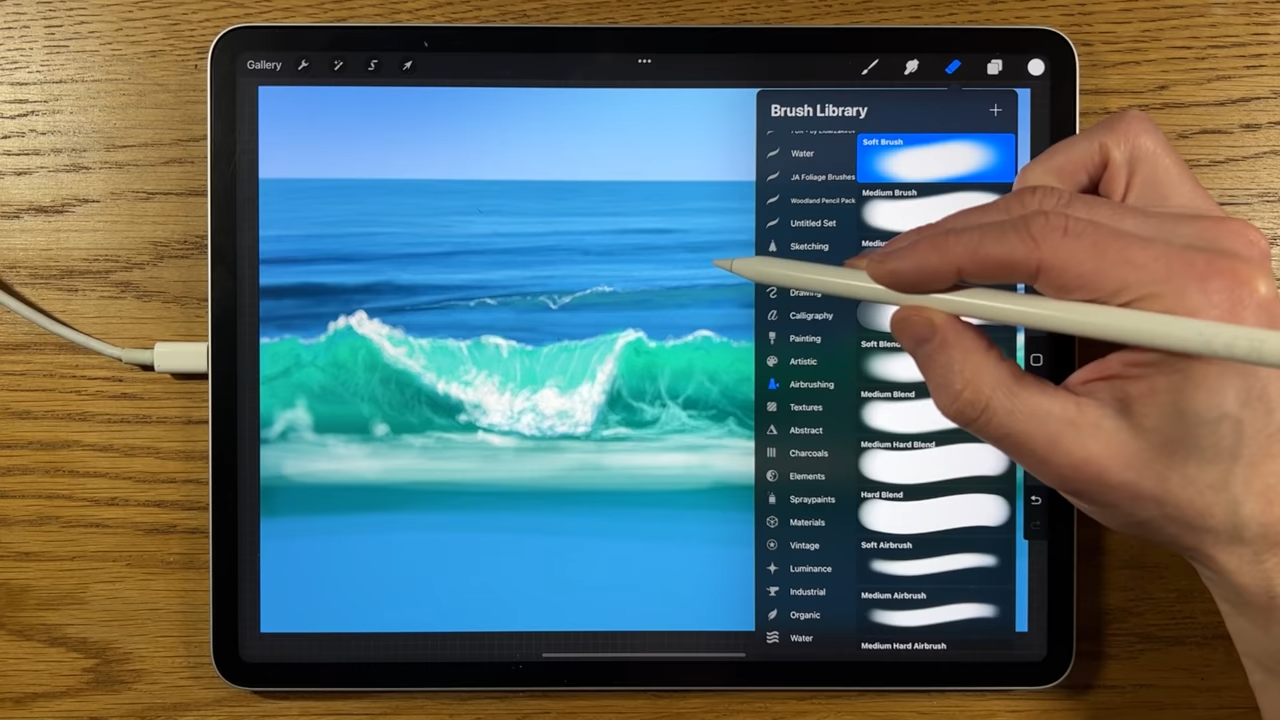 Gallery
Brush Library
Water
JA Foliage Brushes
Woodland Pencil Pack
Untitled Set
Sketching
Drawing
Calligraphy
Painting
Artistic
Airbrushing
Textures
Abstract
Charcoals
Elements
Spraypaints
Materials
Vintage
Luminance
Industrial
Organic
Water
Soft Brush
Medium Brush
Soft
Medium Blend
Medium Hard Blend
Hard Blend
Soft Airbrush
Medium Airbrush
Medium Hard Airbrush